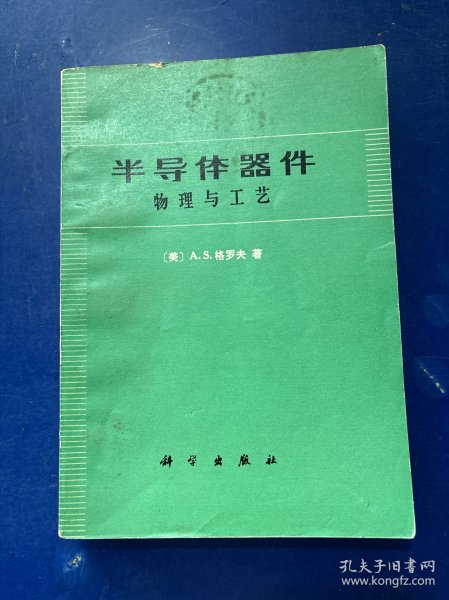 半导体器件
物理与工艺
〔美〕A.S.格罗夫 著
科学出版社
孔夫子旧书网
www.kongfz.com